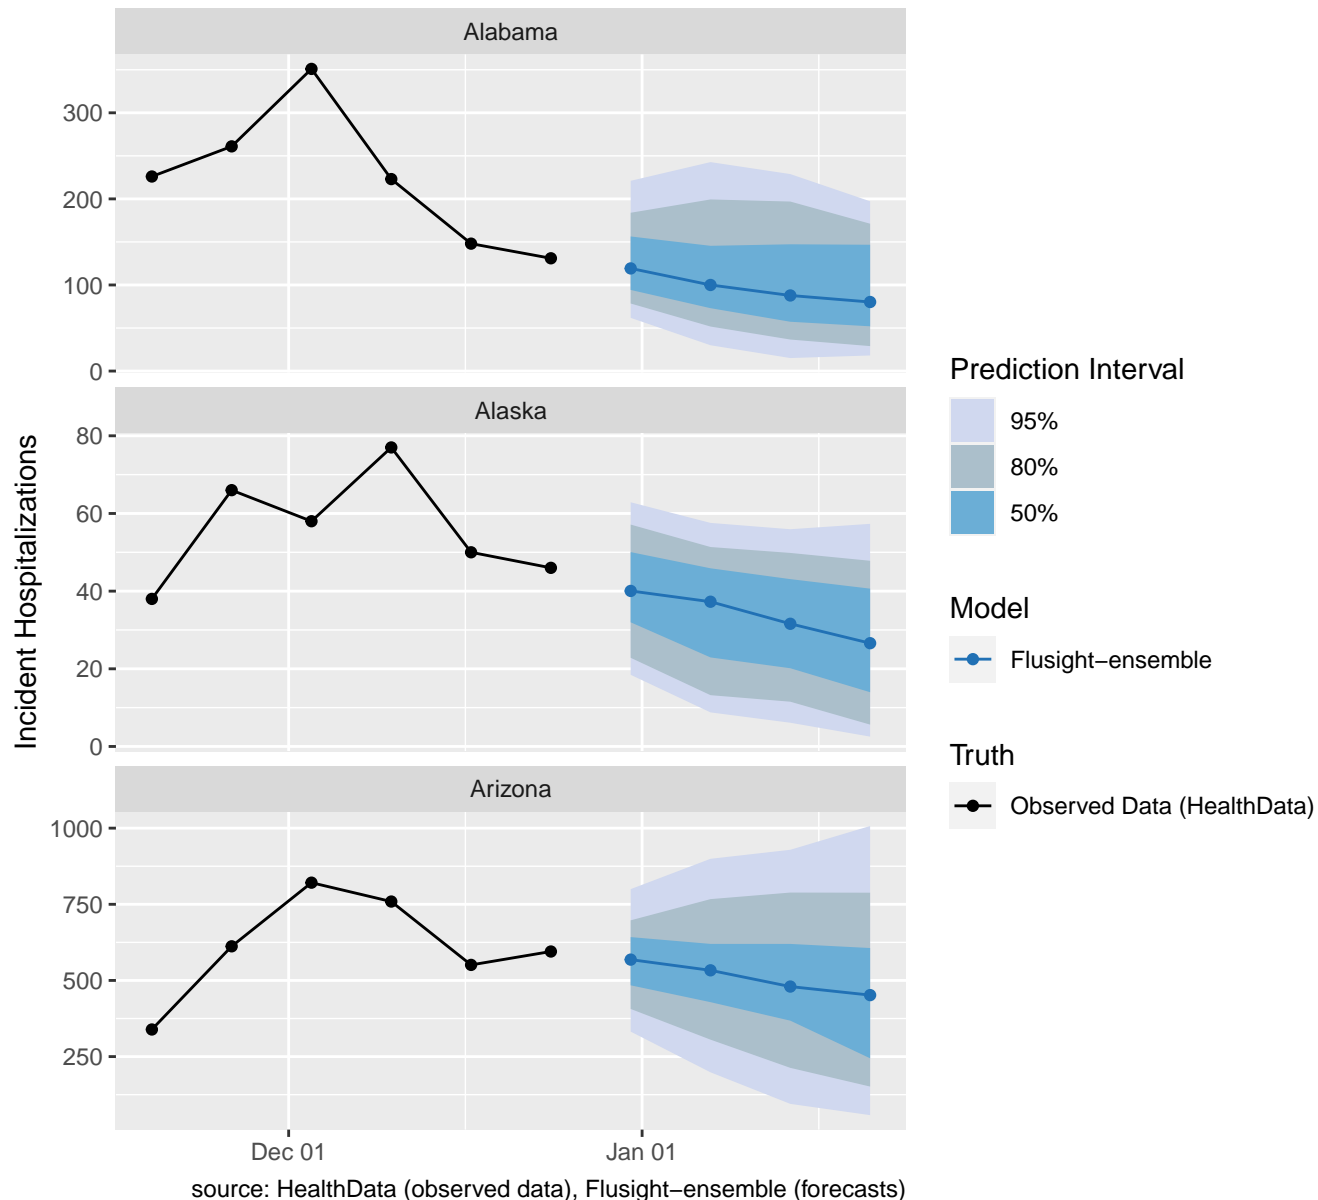 Alabama
300
200
100
0
Alaska
80
60
40
20
0
Arizona
1000
750
500
250
Dec 01
Jan 01
Incident Hospitalizations
source: HealthData (observed data), Flusight−ensemble (forecasts)
Prediction Interval
95%
80%
50%
Model
Flusight−ensemble
Truth
Observed Data (HealthData)